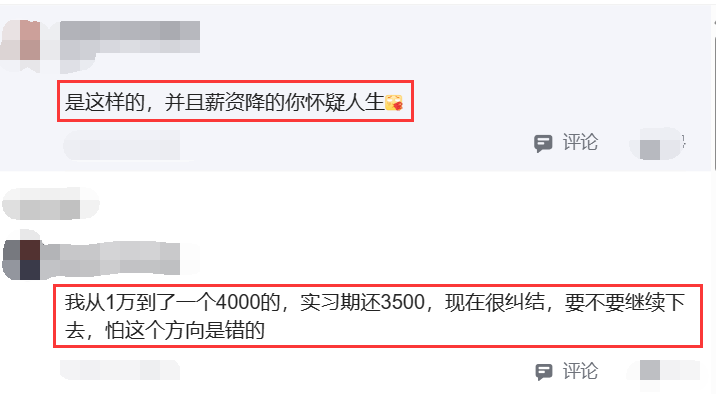 是这样的，并且薪资降的你怀疑人生
评论
我从1万到了一个4000的，实习期还3500，现在很纠结，要不要继续下
去，怕这个方向是错的
评论